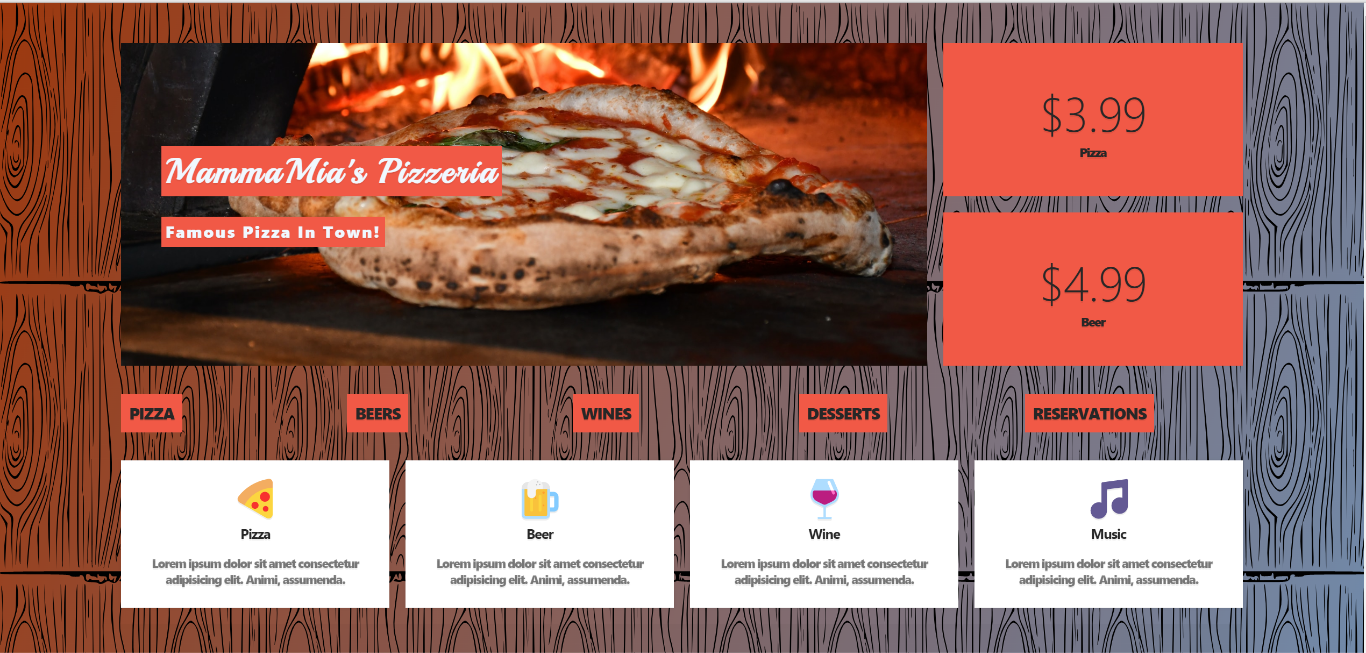 MammaMia's Pizzeria
Famous Pizza In Town!
$3.99
Pizza
$4.99
Beer
PIZZA
BEERS
WINES
DESSERTS
RESERVATIONS
Pizza
Lorem ipsum dolor sit amet consectetur
adipisicing elit. Animi, assumenda.
Beer
Lorem ipsum dolor sit amet consectetur
adipisicing elit. Animi, assumenda.
Wine
Lorem ipsum dolor sit amet consectetur
adipisicing elit. Animi, assumenda.
Music
Lorem ipsum dolor sit amet consectetur
adipisicing elit. Animi, assumenda.